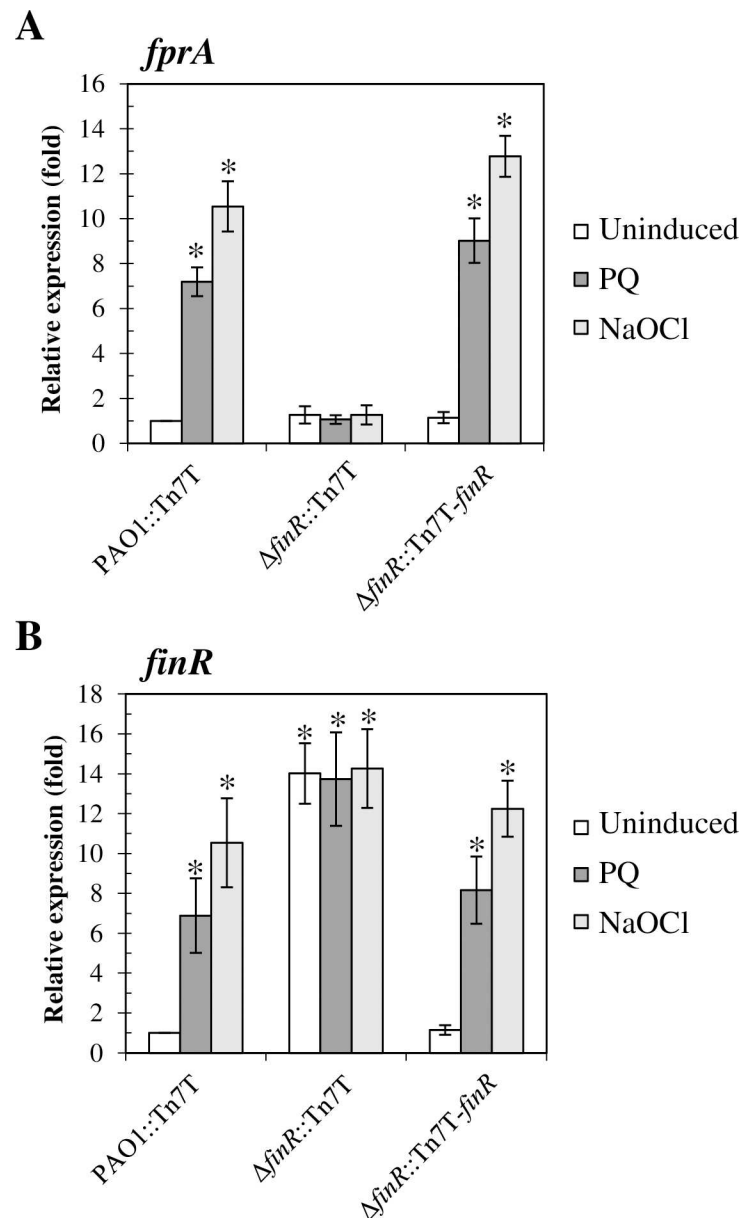 A
fprA
Relative expression (fold)
16
14
12
10
8
6
4
2
0
*
*
*
*
PAO1::Tn7T
ΔfinR::Tn7T
ΔfinR::Tn7T-finR
Uninduced
PQ
NaOCl
B
finR
Relative expression (fold)
18
16
14
12
10
8
6
4
2
0
*
*
*
*
*
*
*
PAO1::Tn7T
ΔfinR::Tn7T
ΔfinR::Tn7T-finR
Uninduced
PQ
NaOCl